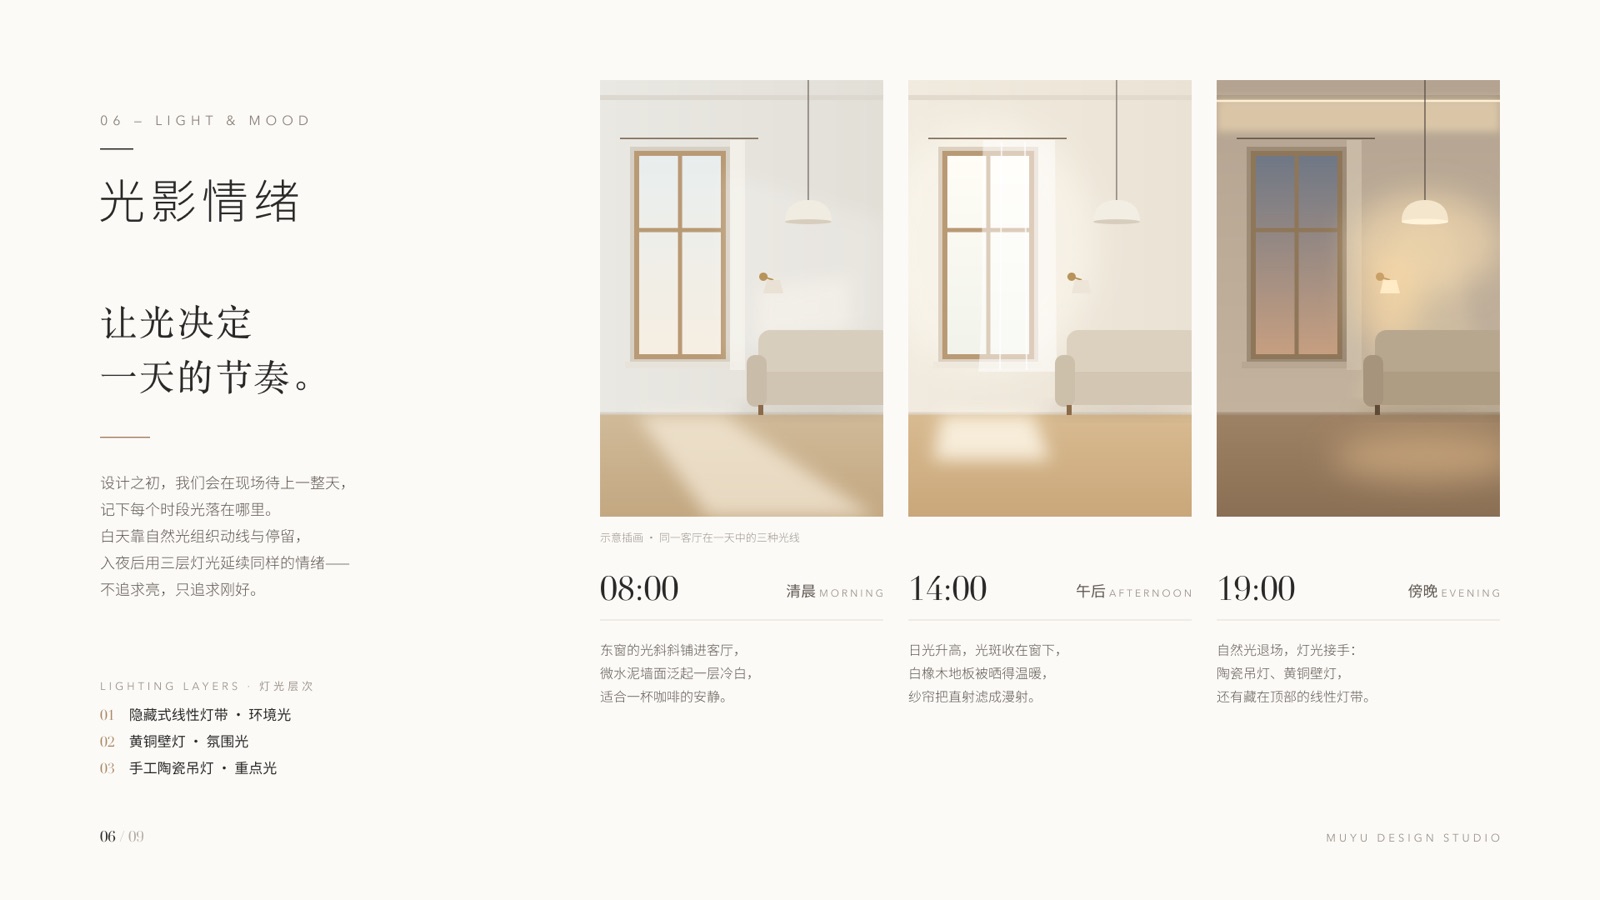 06 – LIGHT & MOOD
光影情绪
让光决定
一天的节奏。
设计之初，我们会在现场待上一整天，
记下每个时段光落在哪里。
白天靠自然光组织动线与停留，
入夜后用三层灯光延续同样的情绪——
不追求亮，只追求刚好。
LIGHTING LAYERS · 灯光层次
01 隐藏式线性灯带 · 环境光
02 黄铜壁灯 · 氛围光
03 手工陶瓷吊灯 · 重点光
示意插画 · 同一客厅在一天中的三种光线
08:00 清晨 MORNING
东窗的光斜斜铺进客厅，
微水泥墙面泛起一层冷白，
适合一杯咖啡的安静。
14:00 午后 AFTERNOON
日光升高，光斑收在窗下，
白橡木地板被晒得温暖，
纱帘把直射滤成漫射。
19:00 傍晚 EVENING
自然光退场，灯光接手：
陶瓷吊灯、黄铜壁灯，
还有藏在顶部的线性灯带。
06 / 09
MUYU DESIGN STUDIO